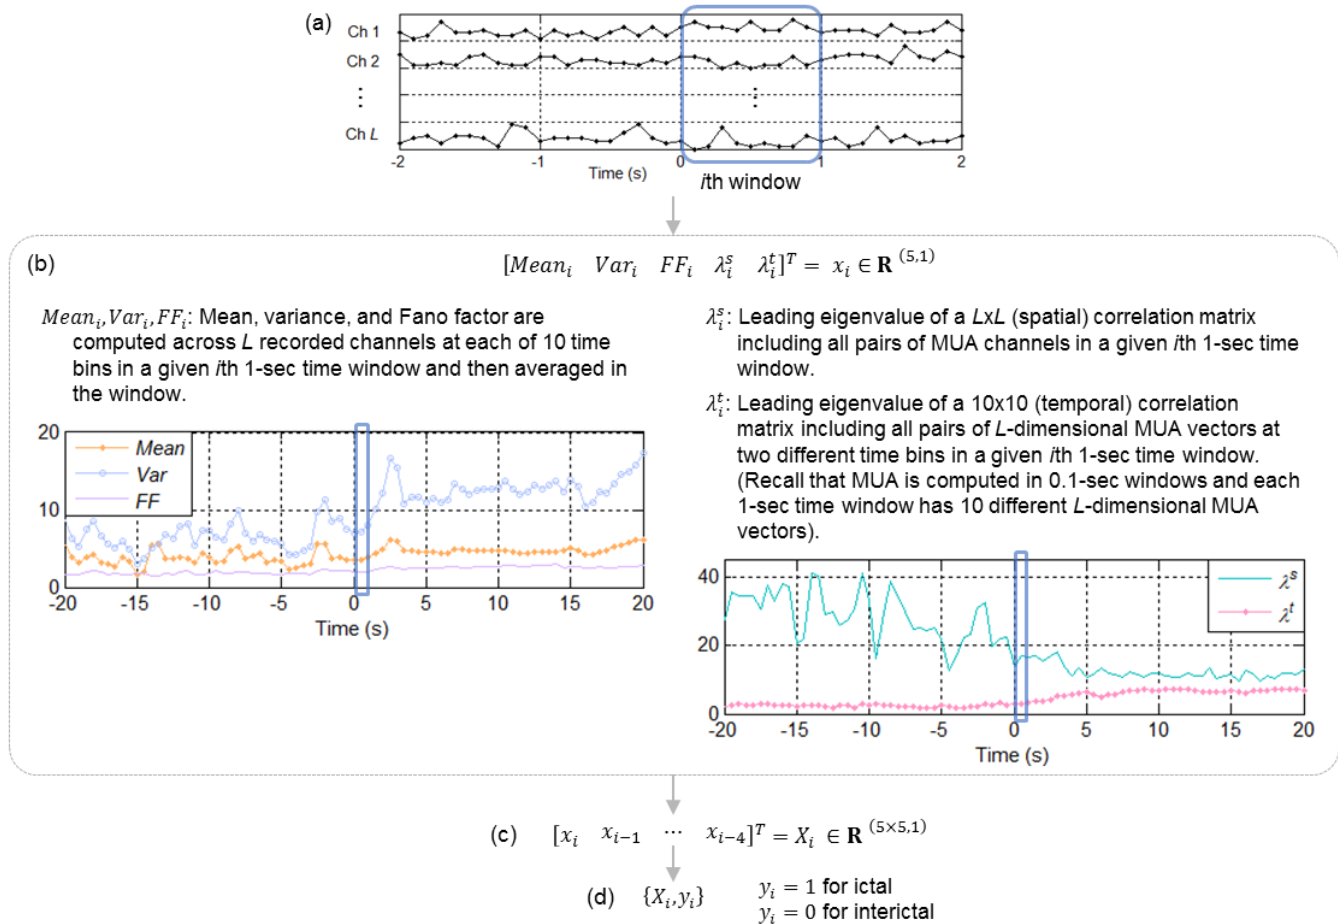 (a)
Ch 1
Ch 2
⋮
⋮
Ch L
-2 -1 0 1 2
Time (s)
ith window
(b)
[Mean_i Var_i FF_i λ_i^s λ_i^t]^T = x_i ∈ R^(5,1)
Mean_i, Var_i, FF_i: Mean, variance, and Fano factor are
computed across L recorded channels at each of 10 time
bins in a given ith 1-sec time window and then averaged in
the window.
20
10
0
Mean
Var
FF
-20 -15 -10 -5 0 5 10 15 20
Time (s)
λ_i^s: Leading eigenvalue of a LxL (spatial) correlation matrix
including all pairs of MUA channels in a given ith 1-sec time
window.
λ_i^t: Leading eigenvalue of a 10x10 (temporal) correlation
matrix including all pairs of L-dimensional MUA vectors at
two different time bins in a given ith 1-sec time window.
(Recall that MUA is computed in 0.1-sec windows and each
1-sec time window has 10 different L-dimensional MUA
vectors).
40
20
0
λ^s
λ^t
-20 -15 -10 -5 0 5 10 15 20
Time (s)
(c) [x_i x_{i-1} ⋯ x_{i-4}]^T = X_i ∈ R^(5×5,1)
(d) {X_i, y_i} y_i = 1 for ictal
y_i = 0 for interictal